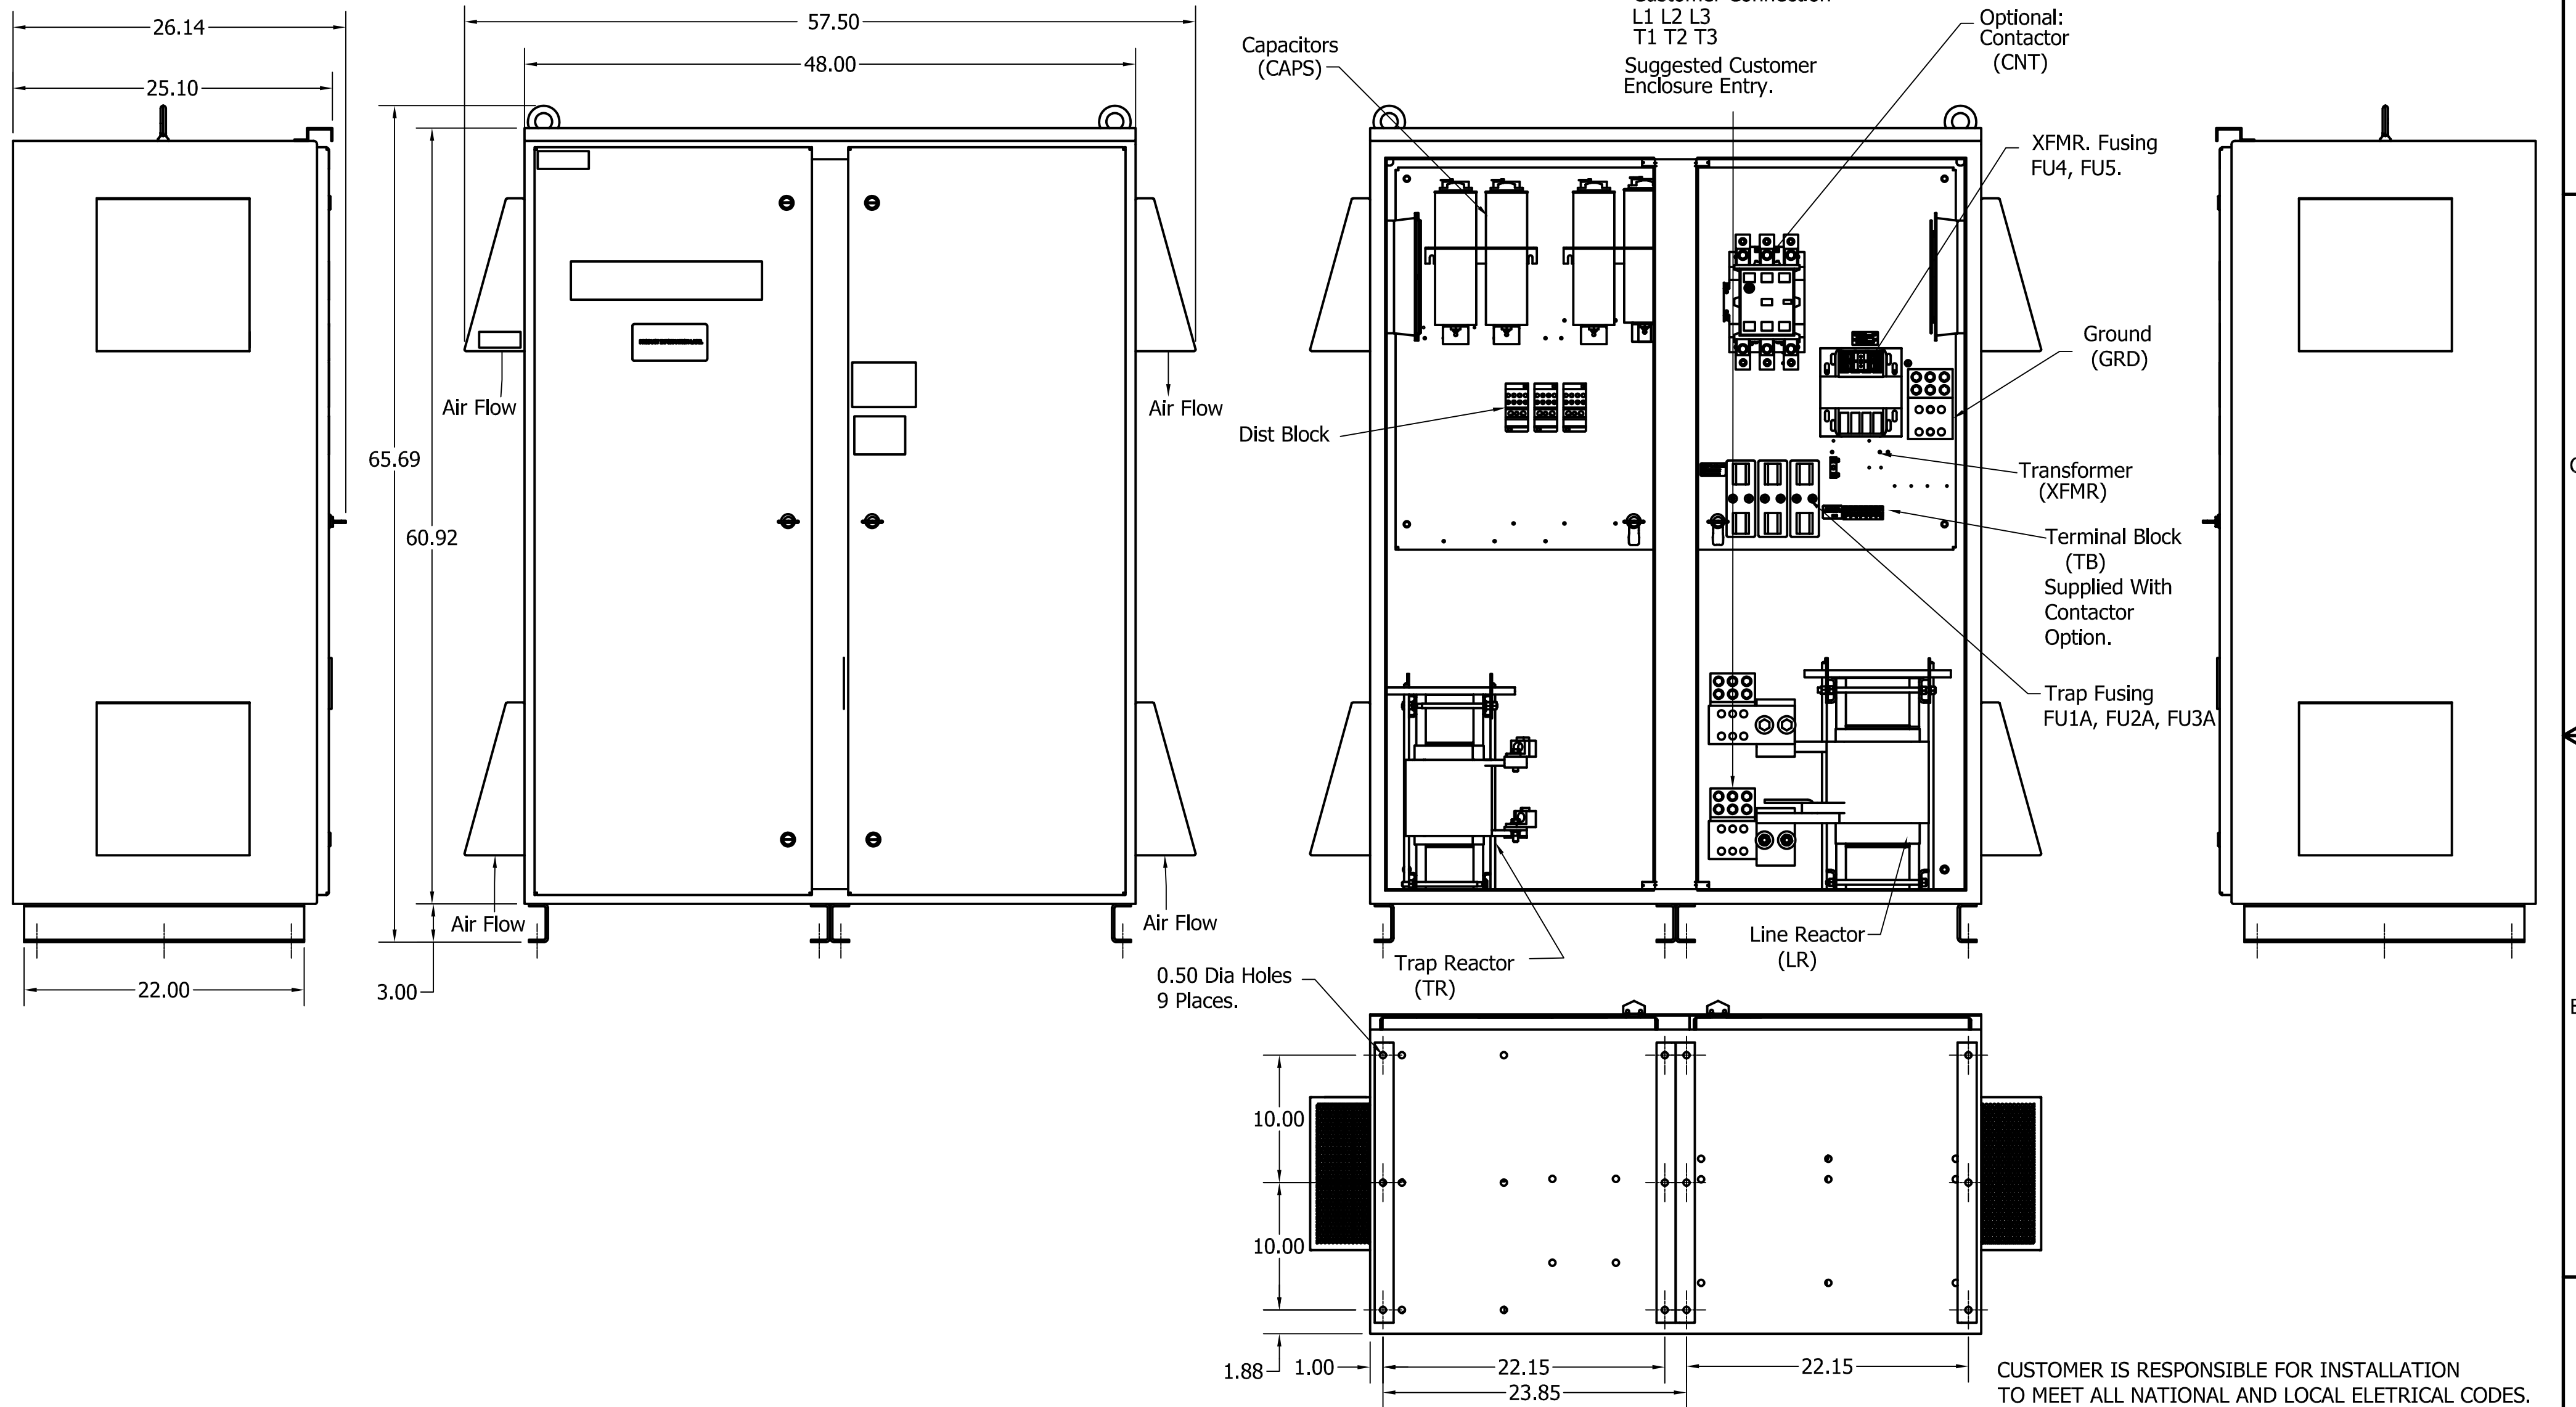 26.14
25.10
22.00
57.50
48.00
65.69
60.92
3.00
Air Flow
Air Flow
Air Flow
Air Flow
Customer Connection
L1 L2 L3
T1 T2 T3
Suggested Customer
Enclosure Entry.
Capacitors
(CAPS)
Optional:
Contactor
(CNT)
XFMR. Fusing
FU4, FU5.
Ground
(GRD)
Dist Block
Transformer
(XFMR)
Terminal Block
(TB)
Supplied With
Contactor
Option.
Trap Fusing
FU1A, FU2A, FU3A
Line Reactor
(LR)
Trap Reactor
(TR)
0.50 Dia Holes
9 Places.
10.00
10.00
1.88
1.00
22.15
22.15
23.85
CUSTOMER IS RESPONSIBLE FOR INSTALLATION
TO MEET ALL NATIONAL AND LOCAL ELETRICAL CODES.